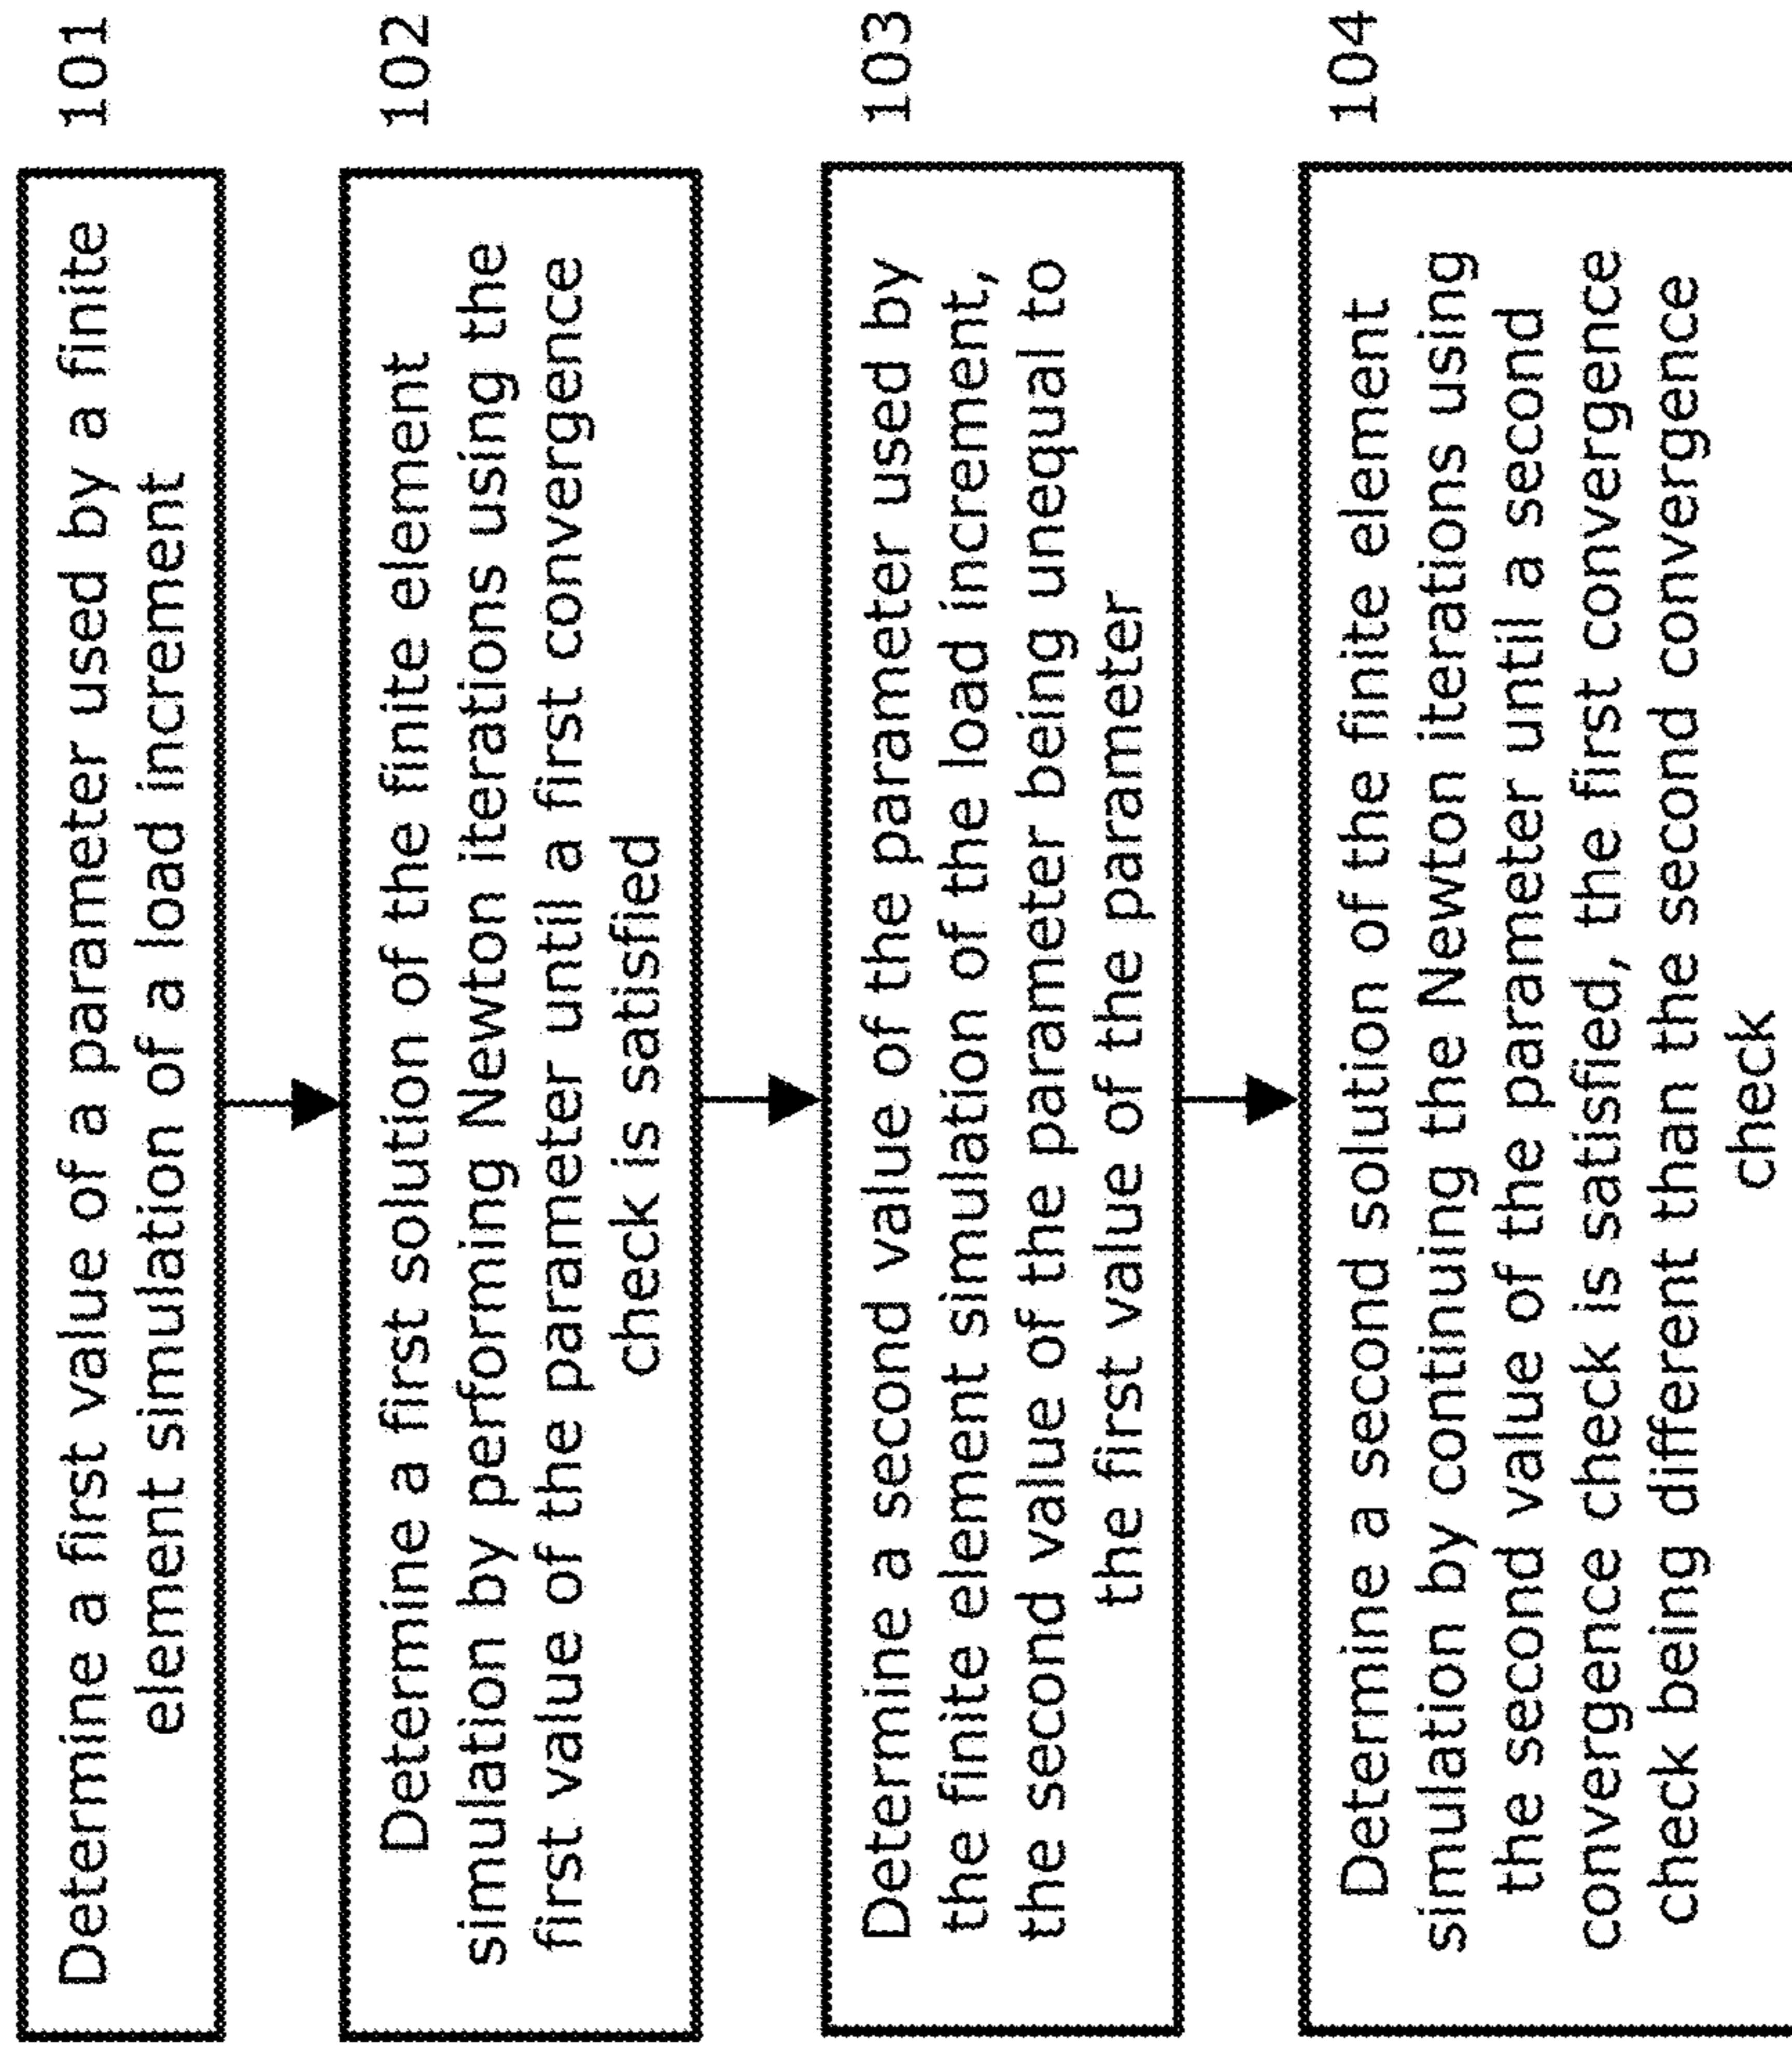 Determine a first value of a parameter used by a finite
element simulation of a load increment
101
Determine a first solution of the finite element
simulation by performing Newton iterations using the
first value of the parameter until a first convergence
check is satisfied
102
Determine a second value of the parameter used by
the finite element simulation of the load increment,
the second value of the parameter being unequal to
the first value of the parameter
103
Determine a second solution of the finite element
simulation by continuing the Newton iterations using
the second value of the parameter until a second
convergence check is satisfied, the first convergence
check being different than the second convergence
check
104